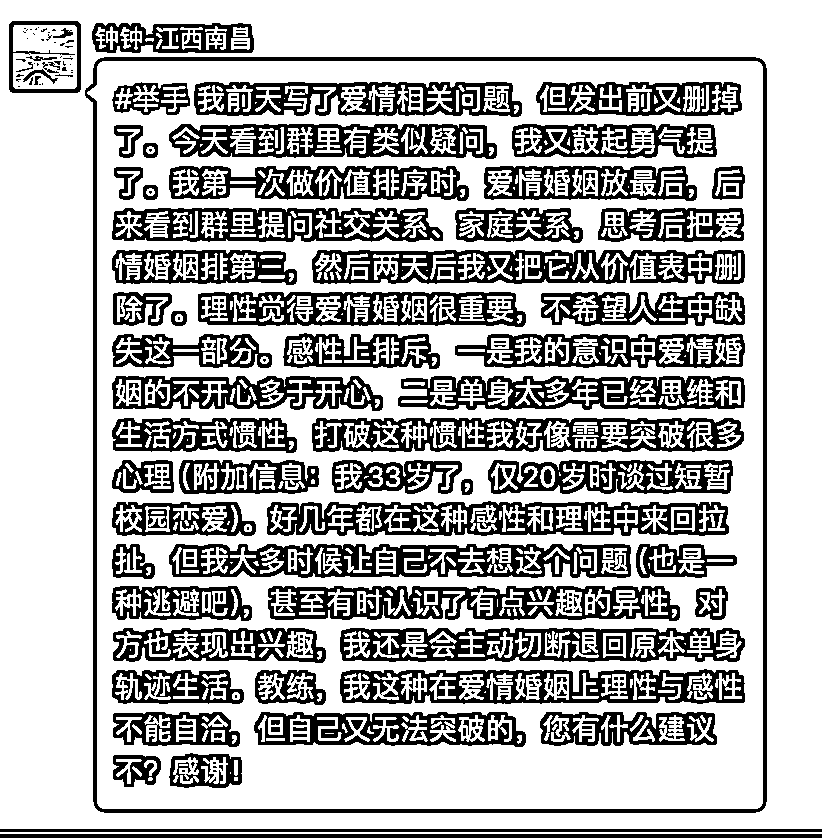 钟钟-江西南昌
#举手 我前天写了爱情相关问题，但发出前又删掉
了。今天看到群里有类似疑问，我又鼓起勇气提
了。我第一次做价值排序时，爱情婚姻放最后，后
来看到群里提问社交关系、家庭关系，思考后把爱
情婚姻排第三，然后两天后我又把它从价值表中删
除了。理性觉得爱情婚姻很重要，不希望人生中缺
失这一部分。感性上排斥，一是我的意识中爱情婚
姻的不开心多于开心，二是单身太多年已经思维和
生活方式惯性，打破这种惯性我好像需要突破很多
心理（附加信息：我33岁了，仅20岁时谈过短暂
校园恋爱）。好几年都在这种感性和理性中来回拉
扯，但我大多时候让自己不去想这个问题（也是一
种逃避吧），甚至有时认识了有点兴趣的异性，对
方也表现出兴趣，我还是会主动切断退回原本单身
轨迹生活。教练，我这种在爱情婚姻上理性与感性
不能自洽，但自己又无法突破的，您有什么建议
不？感谢！